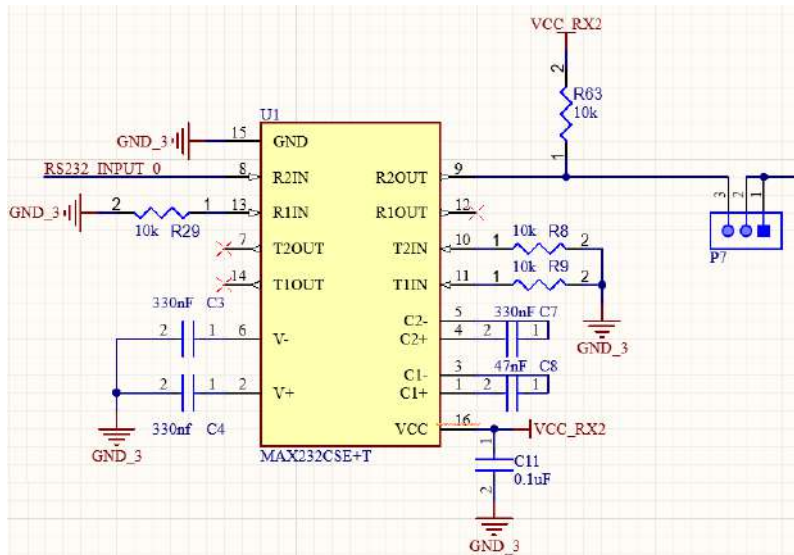 VCC_RX2
2
R63
10k
1
U1
GND_3
15
GND
RS232_INPUT_0
8
R2IN
R2OUT
9
GND_3
2
1
13
R1IN
R1OUT
12
10k R29
3
2
1
P7
7
T2OUT
T2IN
10
10k R8
1
2
14
T1OUT
T1IN
11
10k R9
1
2
GND_3
330nF C3
2
1
6
V-
C2-
5
C2+
4
330nF C7
2
1
2
1
2
V+
C1-
3
C1+
1
47nF C8
2
1
330nf C4
GND_3
VCC
16
VCC_RX2
MAX232CSE+T
1
C11
0.1uF
2
GND_3